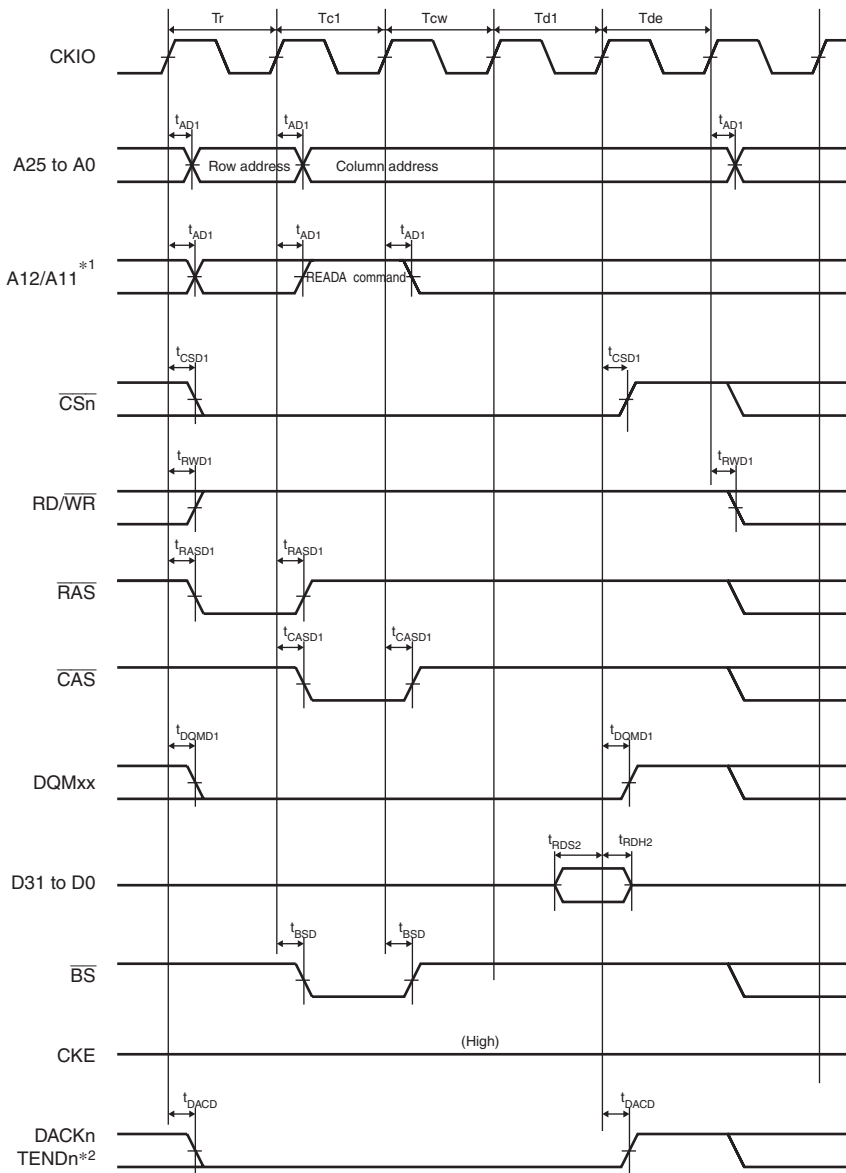 Tr Tc1 Tcw Td1 Tde
CKIO
tAD1 tAD1 tAD1
A25 to A0 Row address Column address
tAD1 tAD1 tAD1
A12/A11*1 READA command
tCSD1 tCSD1
CSn
tRWD1 tRWD1
RD/WR
tRASD1 tRASD1
RAS
tCASD1 tCASD1
CAS
tDQMD1 tDQMD1
DQMxx
tRDS2 tRDH2
D31 to D0
tBSD tBSD
BS
(High)
CKE
tDACD tDACD
DACKn
TENDn*2